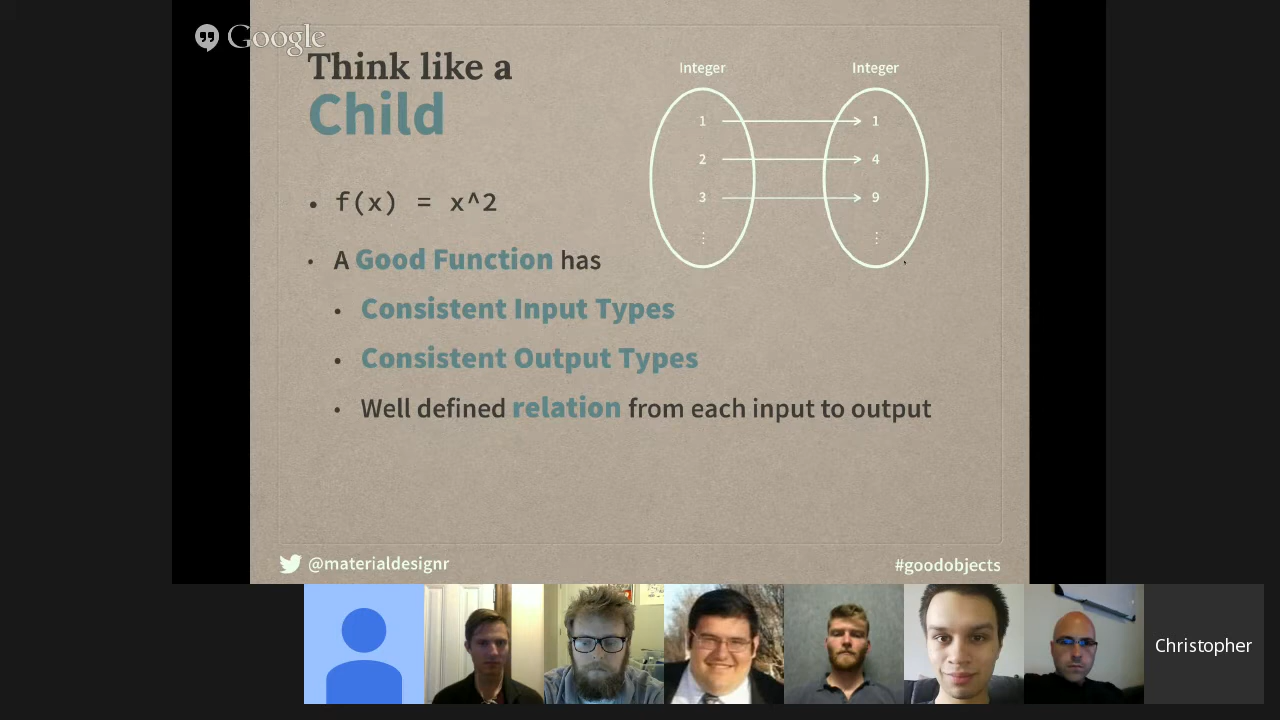 Google
Think like a
Child
Integer Integer
1 1
2 4
3 9
⋮ ⋮
• f(x) = x^2
• A Good Function has
• Consistent Input Types
• Consistent Output Types
• Well defined relation from each input to output
@materialdesignr #goodobjects
Christopher